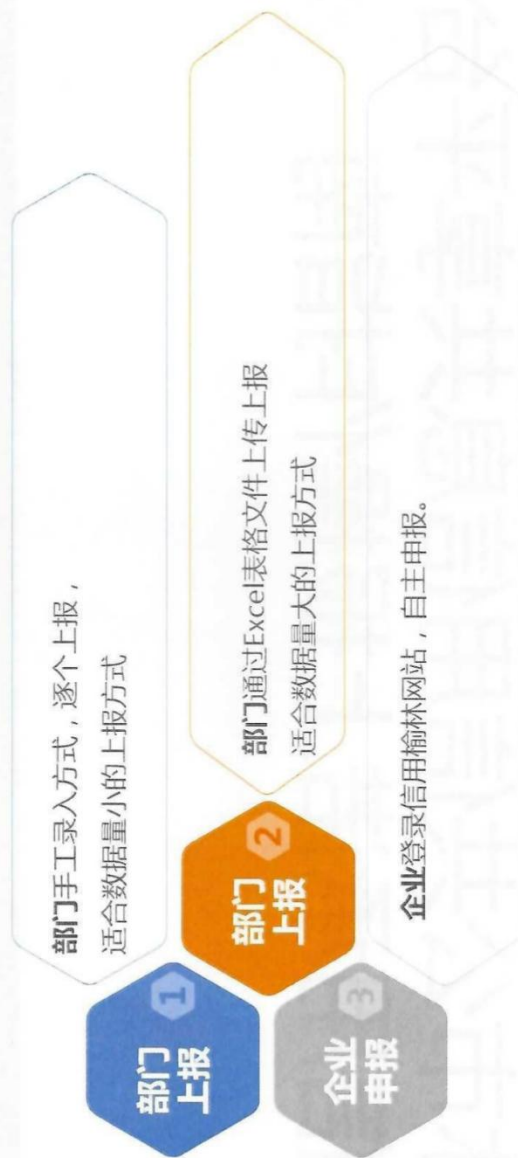 部门
上报
1
部门手工录入方式，逐个上报，
适合数据量小的上报方式
部门
上报
2
部门通过Excel表格文件上传上报
适合数据量大的上报方式
企业
申报
3
企业登录信用榆林网站，自主申报。